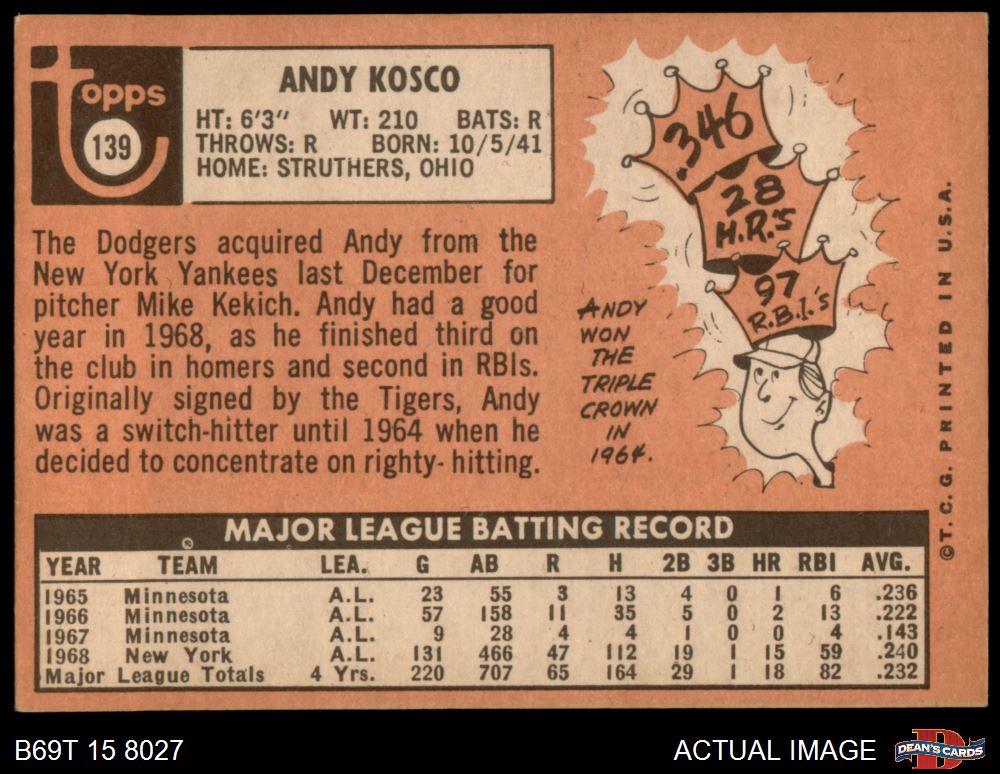 Topps
139
ANDY KOSCO
HT: 6'3" WT: 210 BATS: R
THROWS: R BORN: 10/5/41
HOME: STRUTHERS, OHIO
The Dodgers acquired Andy from the
New York Yankees last December for
pitcher Mike Kekich. Andy had a good
year in 1968, as he finished third on
the club in homers and second in RBIs.
Originally signed by the Tigers, Andy
was a switch-hitter until 1964 when he
decided to concentrate on righty- hitting.
.346
28
H.R.'S
97
R.B.I.'S
ANDY
WON
THE
TRIPLE
CROWN
IN
1964.
©T. C. G. PRINTED IN U.S.A.
MAJOR LEAGUE BATTING RECORD
YEAR TEAM LEA. G AB R H 2B 3B HR RBI AVG.
1965 Minnesota A.L. 23 55 3 13 4 0 1 6 .236
1966 Minnesota A.L. 57 158 11 35 5 0 2 13 .222
1967 Minnesota A.L. 9 28 4 4 1 0 0 4 .143
1968 New York A.L. 131 466 47 112 19 1 15 59 .240
Major League Totals 4 Yrs. 220 707 65 164 29 1 18 82 .232
B69T 15 8027
ACTUAL IMAGE
D
DEAN'S CARDS